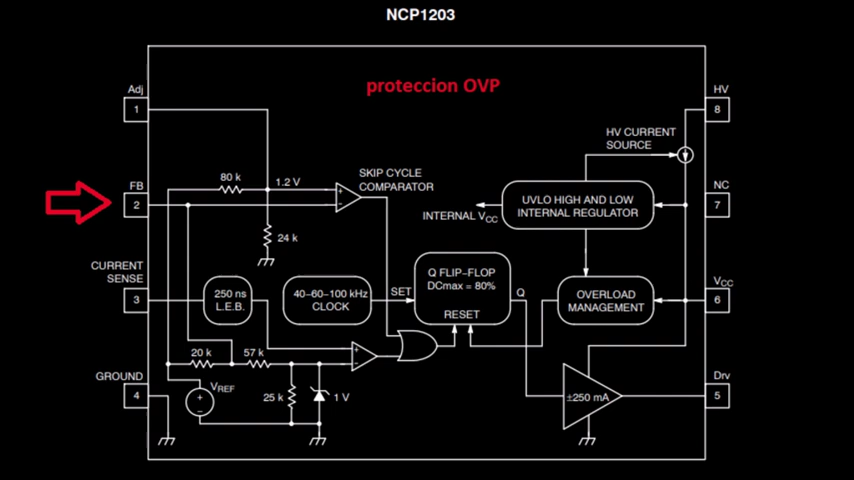 NCP1203
proteccion OVP
Adj
1
HV
8
HV CURRENT
SOURCE
FB
2
80 k
1.2 V
SKIP CYCLE
COMPARATOR
UVLO HIGH AND LOW
INTERNAL REGULATOR
INTERNAL VCC
NC
7
24 k
CURRENT
SENSE
3
250 ns
L.E.B.
40–60–100 kHz
CLOCK
SET
Q FLIP–FLOP
DCmax = 80%
RESET
Q
OVERLOAD
MANAGEMENT
VCC
6
20 k
57 k
GROUND
4
VREF
+
–
25 k
1 V
±250 mA
Drv
5
+
–
+
–